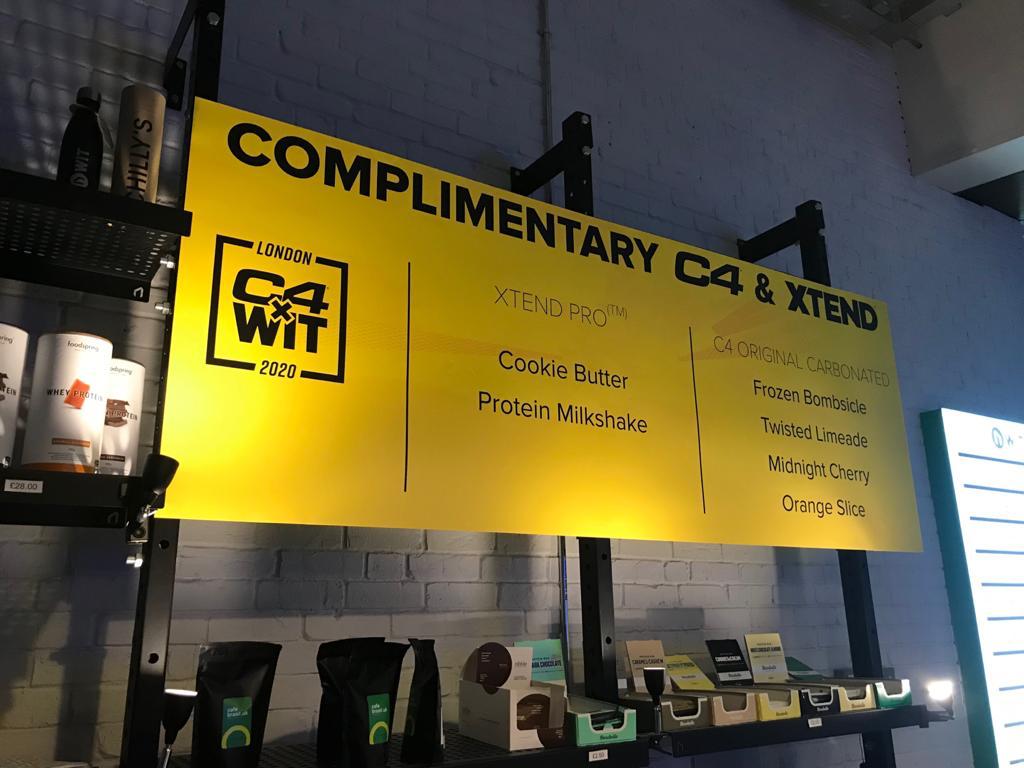 COMPLIMENTARY C4 & XTEND
LONDON
C4
×
WIT
2020
XTEND PRO(TM)
Cookie Butter
Protein Milkshake
C4 ORIGINAL CARBONATED
Frozen Bombsicle
Twisted Limeade
Midnight Cherry
Orange Slice
WIT
CHILLY'S
foodspring
WHEY PROTEIN
£28.00